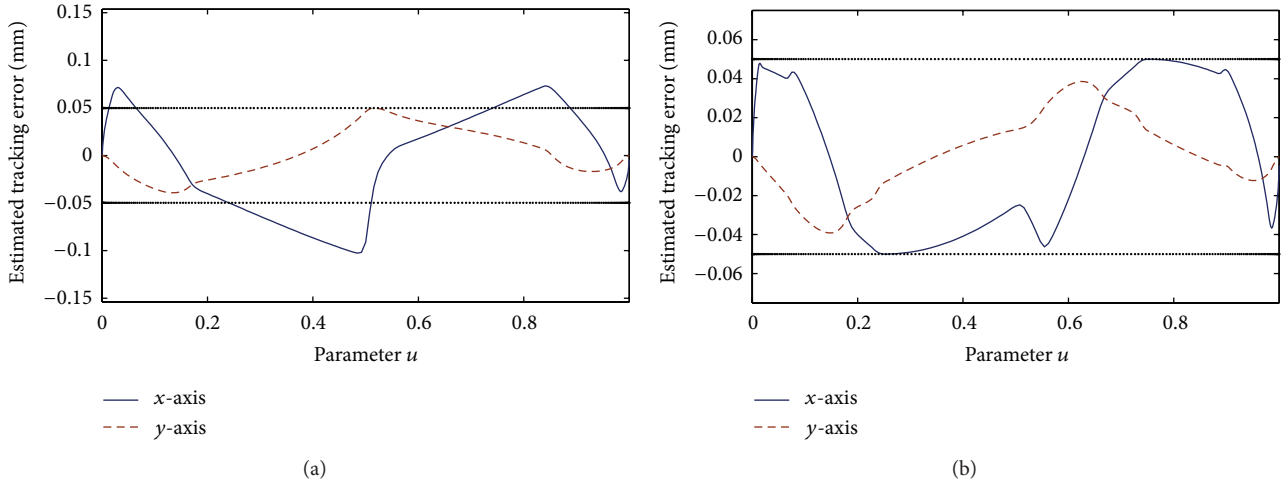 Estimated tracking error (mm)
0.15
0.1
0.05
0
−0.05
−0.1
−0.15
0
0.2
0.4
0.6
0.8
Parameter u
x-axis
y-axis
(a)
Estimated tracking error (mm)
0.06
0.04
0.02
0
−0.02
−0.04
−0.06
0
0.2
0.4
0.6
0.8
Parameter u
x-axis
y-axis
(b)